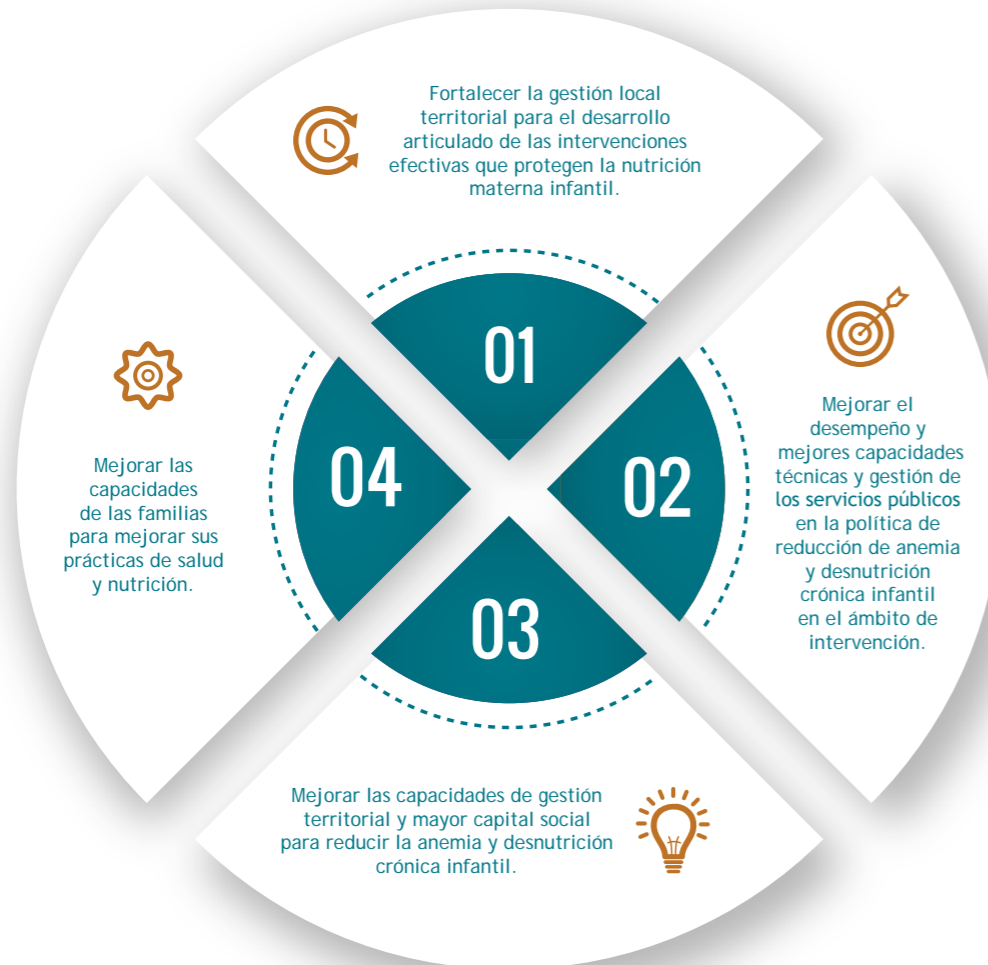 Fortalecer la gestión local
territorial para el desarrollo
articulado de las intervenciones
efectivas que protegen la nutrición
materna infantil.
01
Mejorar el
desempeño y
mejores capacidades
técnicas y gestión de
los servicios públicos
en la política de
reducción de anemia
y desnutrición
crónica infantil
en el ámbito de
intervención.
02
03
Mejorar las capacidades de gestión
territorial y mayor capital social
para reducir la anemia y desnutrición
crónica infantil.
04
Mejorar las
capacidades
de las familias
para mejorar sus
prácticas de salud
y nutrición.